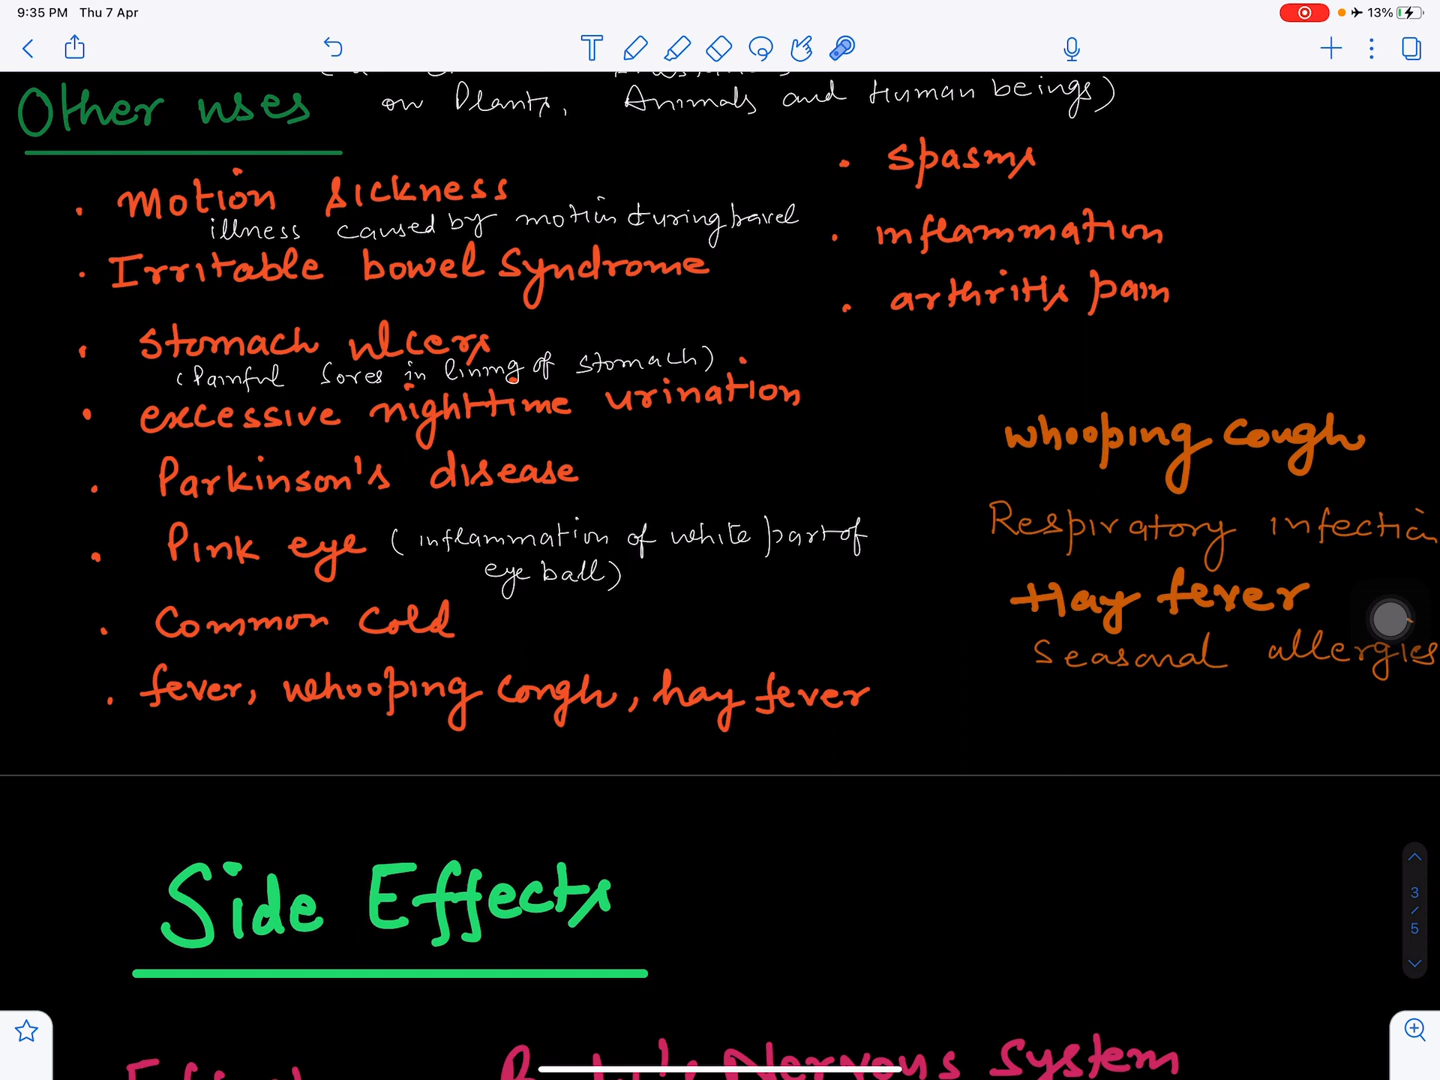 9:35 PM Thu 7 Apr
13%
T
on Plants, Animals and Human beings)
Other uses
. Motion Sickness
illness caused by motion during travel
. Irritable bowel Syndrome
. Stomach ulcers
(Painful Sores in lining of stomach)
. excessive nighttime urination
. Parkinson's disease
. Pink eye (inflammation of white part of
eye ball)
. Common Cold
. fever, whooping cough, hay fever
. Spasms
. inflammation
. arthritis pain
Whooping Cough
Respiratory infection
Hay fever
Seasonal allergies
3
/
5
Side Effects
Nervous System